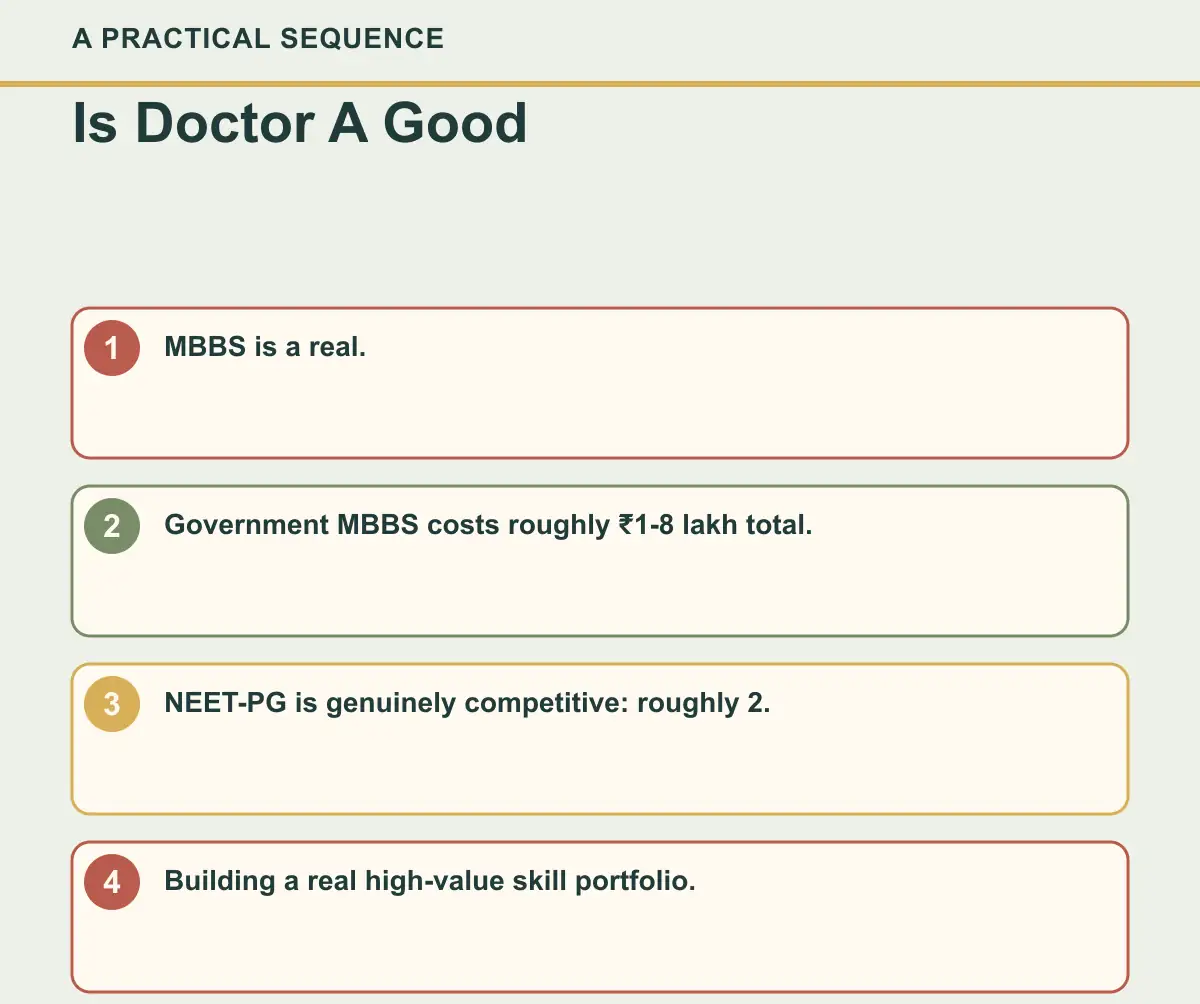 A PRACTICAL SEQUENCE
Is Doctor A Good
1
MBBS is a real.
2
Government MBBS costs roughly ₹1-8 lakh total.
3
NEET-PG is genuinely competitive: roughly 2.
4
Building a real high-value skill portfolio.